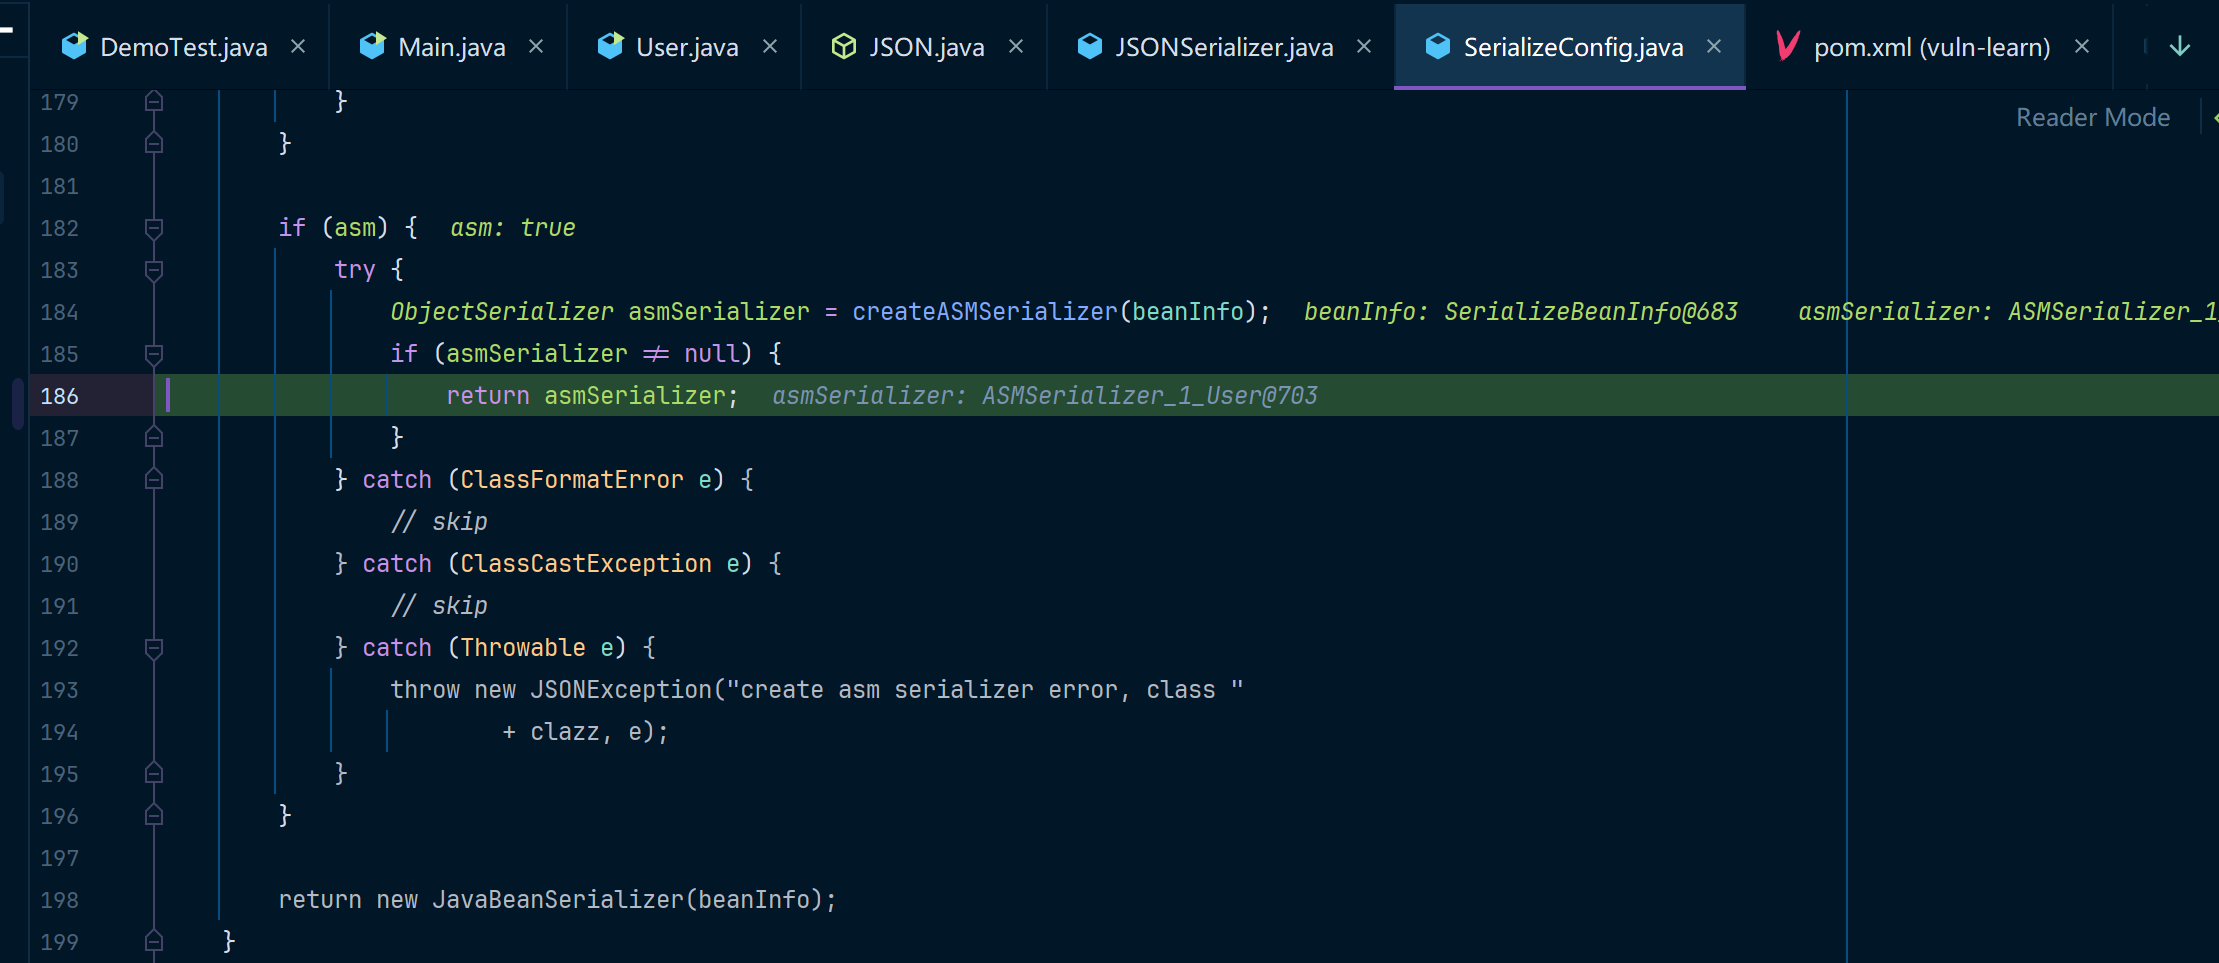 DemoTest.java Main.java User.java JSON.java JSONSerializer.java SerializeConfig.java pom.xml (vuln-learn)
Reader Mode
179 }
180 }
181
182 if (asm) { asm: true
183 try {
184 ObjectSerializer asmSerializer = createASMSerializer(beanInfo); beanInfo: SerializeBeanInfo@683 asmSerializer: ASMSerializer_1_
185 if (asmSerializer ≠ null) {
186 return asmSerializer; asmSerializer: ASMSerializer_1_User@703
187 }
188 } catch (ClassFormatError e) {
189 // skip
190 } catch (ClassCastException e) {
191 // skip
192 } catch (Throwable e) {
193 throw new JSONException("create asm serializer error, class "
194 + clazz, e);
195 }
196 }
197
198 return new JavaBeanSerializer(beanInfo);
199 }